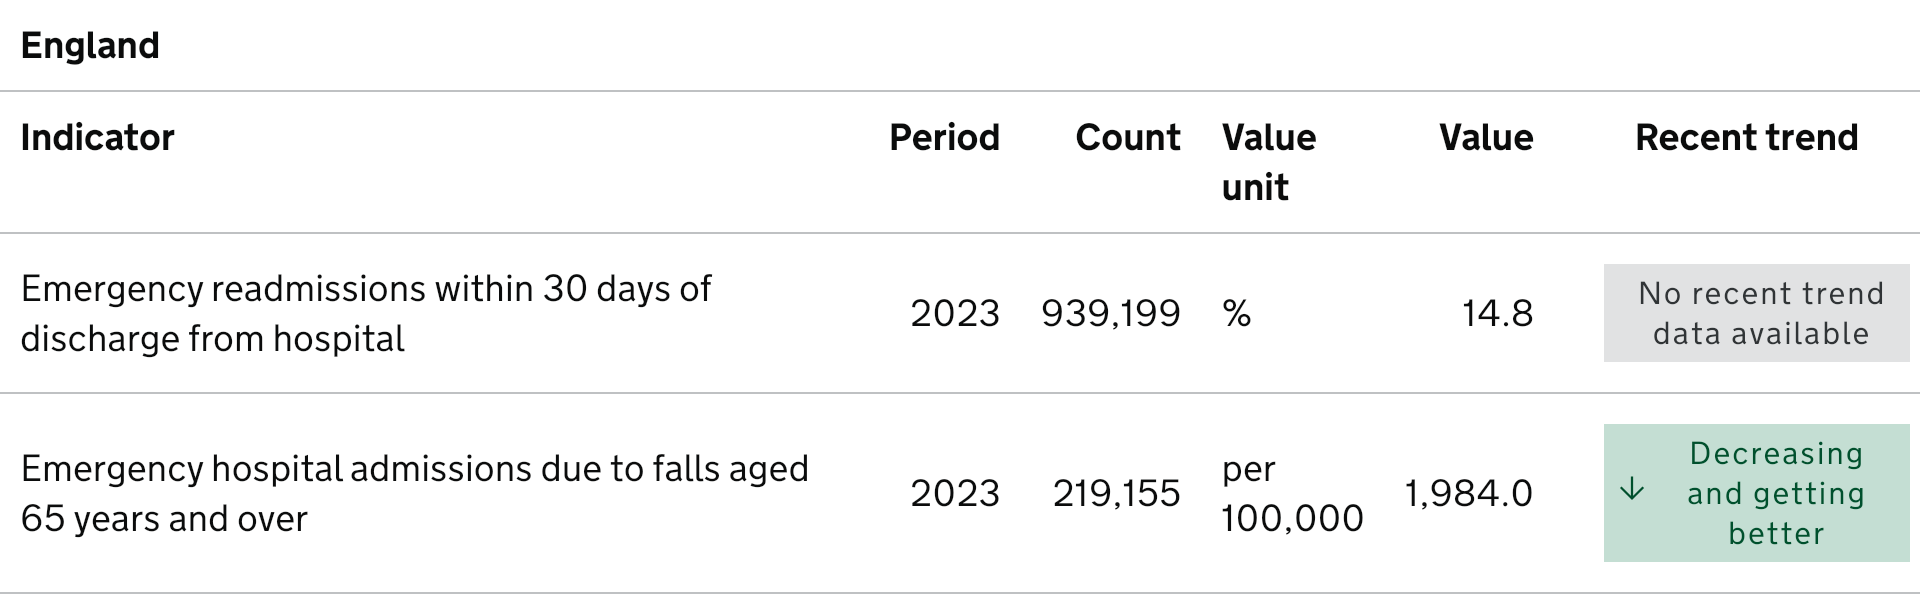 England
Indicator Period Count Value unit Value Recent trend
Emergency readmissions within 30 days of discharge from hospital 2023 939,199 % 14.8 No recent trend data available
Emergency hospital admissions due to falls aged 65 years and over 2023 219,155 per 100,000 1,984.0 ↓ Decreasing and getting better